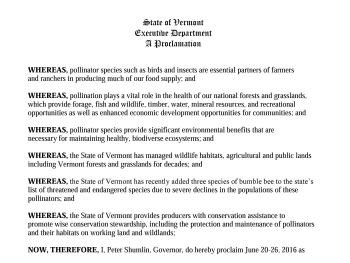 State of Vermont
Executive Department
A Proclamation
WHEREAS, pollinator species such as birds and insects are essential partners of farmers
and ranchers in producing much of our food supply; and
WHEREAS, pollination plays a vital role in the health of our national forests and grasslands,
which provide forage, fish and wildlife, timber, water, mineral resources, and recreational
opportunities as well as enhanced economic development opportunities for communities; and
WHEREAS, pollinator species provide significant environmental benefits that are
necessary for maintaining healthy, biodiverse ecosystems; and
WHEREAS, the State of Vermont has managed wildlife habitats, agricultural and public lands
including Vermont forests and grasslands for decades; and
WHEREAS, the State of Vermont has recently added three species of bumble bee to the state's
list of threatened and endangered species due to severe declines in the populations of these
pollinators; and
WHEREAS, the State of Vermont provides producers with conservation assistance to
promote wise conservation stewardship, including the protection and maintenance of pollinators
and their habitats on working land and wildlands;
NOW, THEREFORE, I, Peter Shumlin, Governor, do hereby proclaim June 20-26, 2016 as